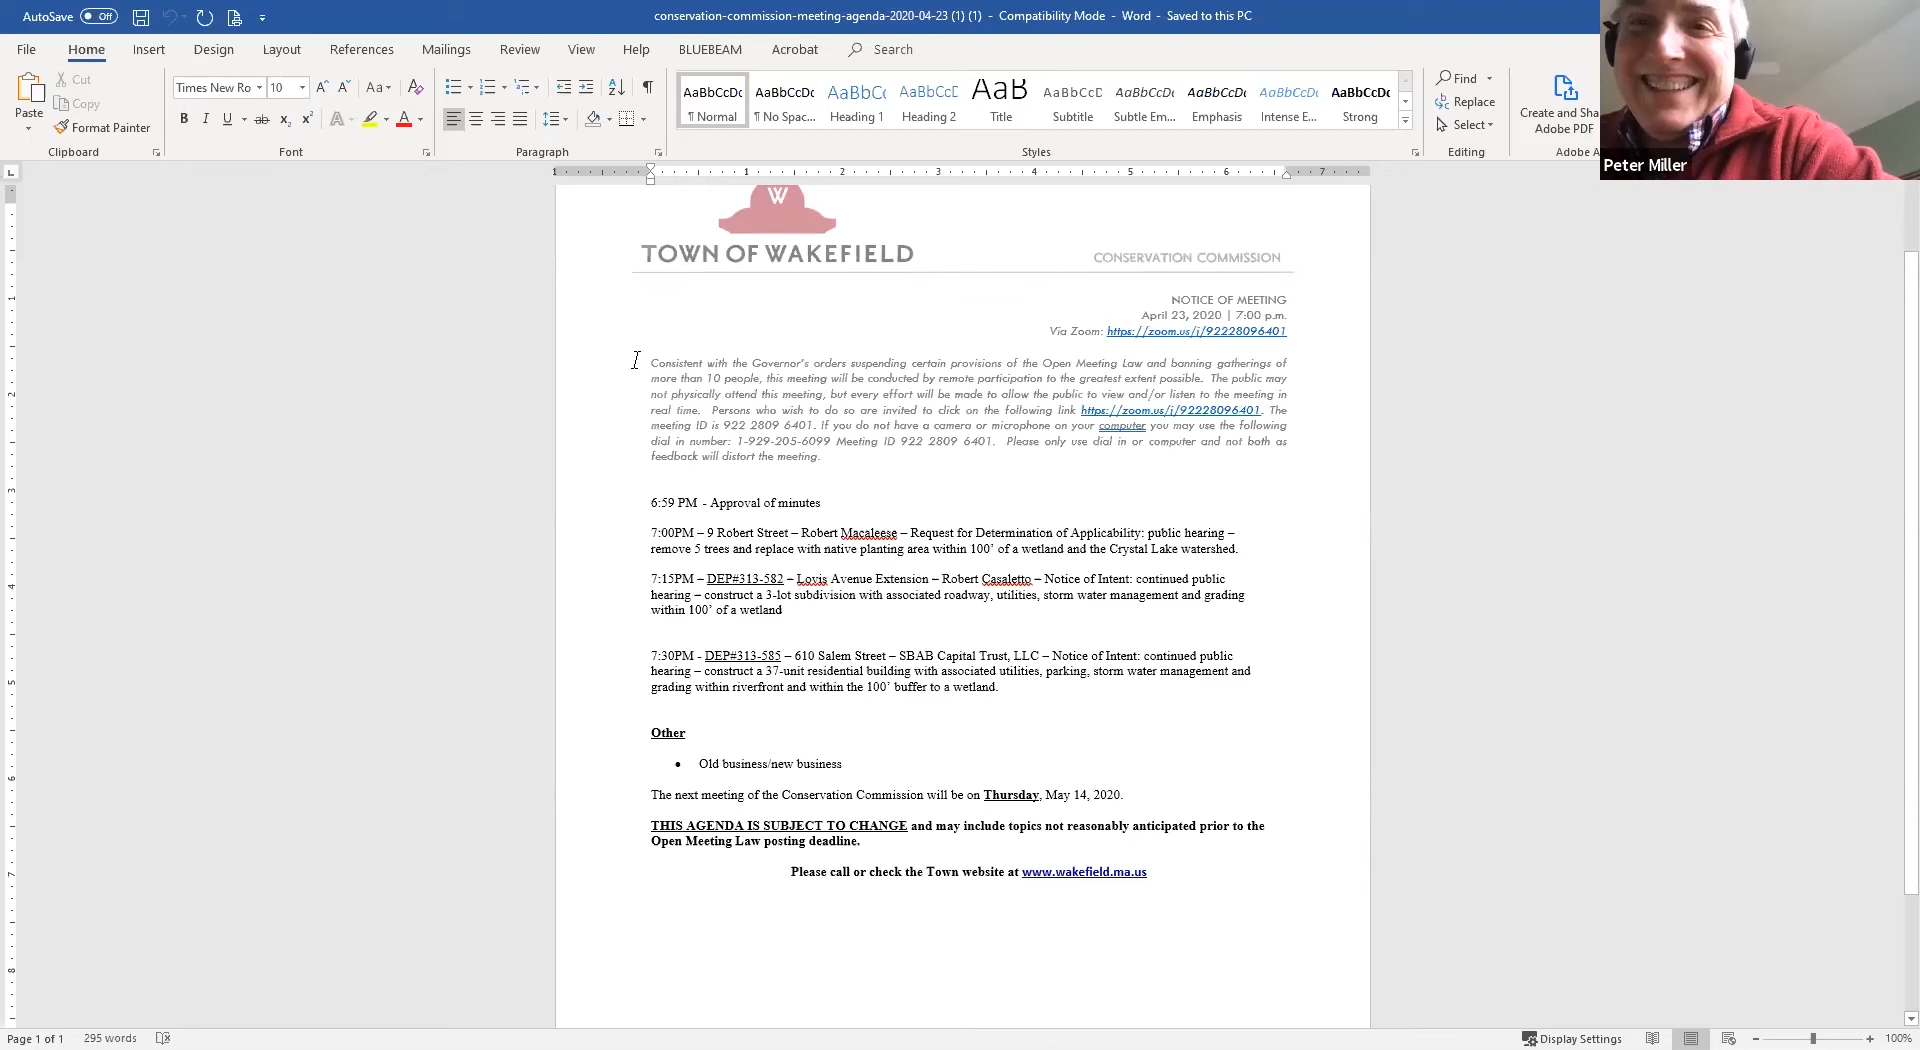 AutoSave Off conservation-commission-meeting-agenda-2020-04-23 (1) (1) - Compatibility Mode - Word - Saved to this PC
File Home Insert Design Layout References Mailings Review View Help BLUEBEAM Acrobat Search
Paste Cut Copy Format Painter
Times New Ro 10
AaBbCcDc AaBbCcDc AaBbCc AaBbCcD AaB AaBbCcD AaBbCcDc AaBbCcDc AaBbCcDc AaBbCcDc
¶ Normal ¶ No Spac... Heading 1 Heading 2 Title Subtitle Subtle Em... Emphasis Intense E... Strong
Find Replace Select
Create and Sha
Adobe PDF
Clipboard Font Paragraph Styles Editing Adobe A
Peter Miller
W
TOWN OF WAKEFIELD CONSERVATION COMMISSION
NOTICE OF MEETING
April 23, 2020 | 7:00 p.m.
Via Zoom: https://zoom.us/j/92228096401
Consistent with the Governor's orders suspending certain provisions of the Open Meeting Law and banning gatherings of
more than 10 people, this meeting will be conducted by remote participation to the greatest extent possible. The public may
not physically attend this meeting, but every effort will be made to allow the public to view and/or listen to the meeting in
real time. Persons who wish to do so are invited to click on the following link https://zoom.us/j/92228096401. The
meeting ID is 922 2809 6401. If you do not have a camera or microphone on your computer you may use the following
dial in number: 1-929-205-6099 Meeting ID 922 2809 6401. Please only use dial in or computer and not both as
feedback will distort the meeting.
6:59 PM - Approval of minutes
7:00PM – 9 Robert Street – Robert Macaleese – Request for Determination of Applicability: public hearing –
remove 5 trees and replace with native planting area within 100' of a wetland and the Crystal Lake watershed.
7:15PM – DEP#313-582 – Lovis Avenue Extension – Robert Casaletto – Notice of Intent: continued public
hearing – construct a 3-lot subdivision with associated roadway, utilities, storm water management and grading
within 100' of a wetland
7:30PM - DEP#313-585 – 610 Salem Street – SBAB Capital Trust, LLC – Notice of Intent: continued public
hearing – construct a 37-unit residential building with associated utilities, parking, storm water management and
grading within riverfront and within the 100' buffer to a wetland.
Other
• Old business/new business
The next meeting of the Conservation Commission will be on Thursday, May 14, 2020.
THIS AGENDA IS SUBJECT TO CHANGE and may include topics not reasonably anticipated prior to the
Open Meeting Law posting deadline.
Please call or check the Town website at www.wakefield.ma.us
Page 1 of 1 295 words Display Settings 100%